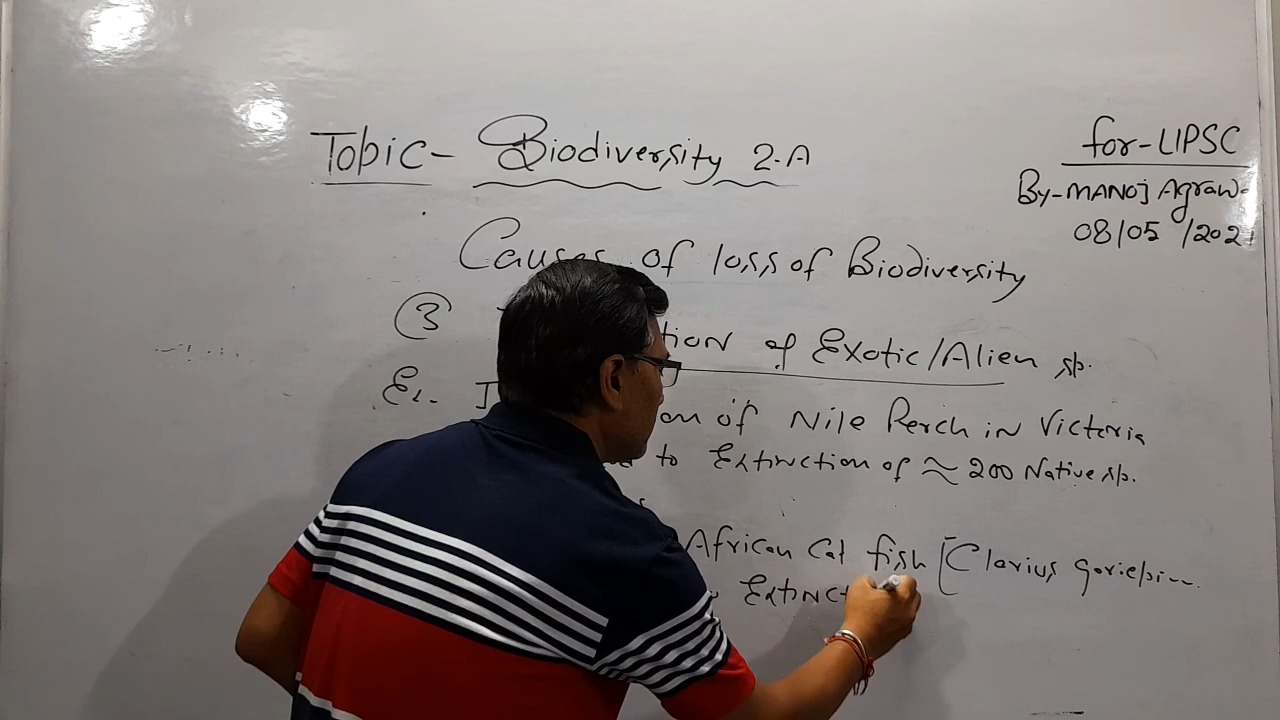 Topic- Biodiversity 2.A
for-LIPSC
By-MANOJ Agraw
08/05 /202
Causes of loss of Biodiversity
③ tion of Exotic/Alien sp.
Ex. I on of Nile Perch in Victoria
to Extinction of ≈ 200 Native sp.
African Cat fish [Clarius
Extinct